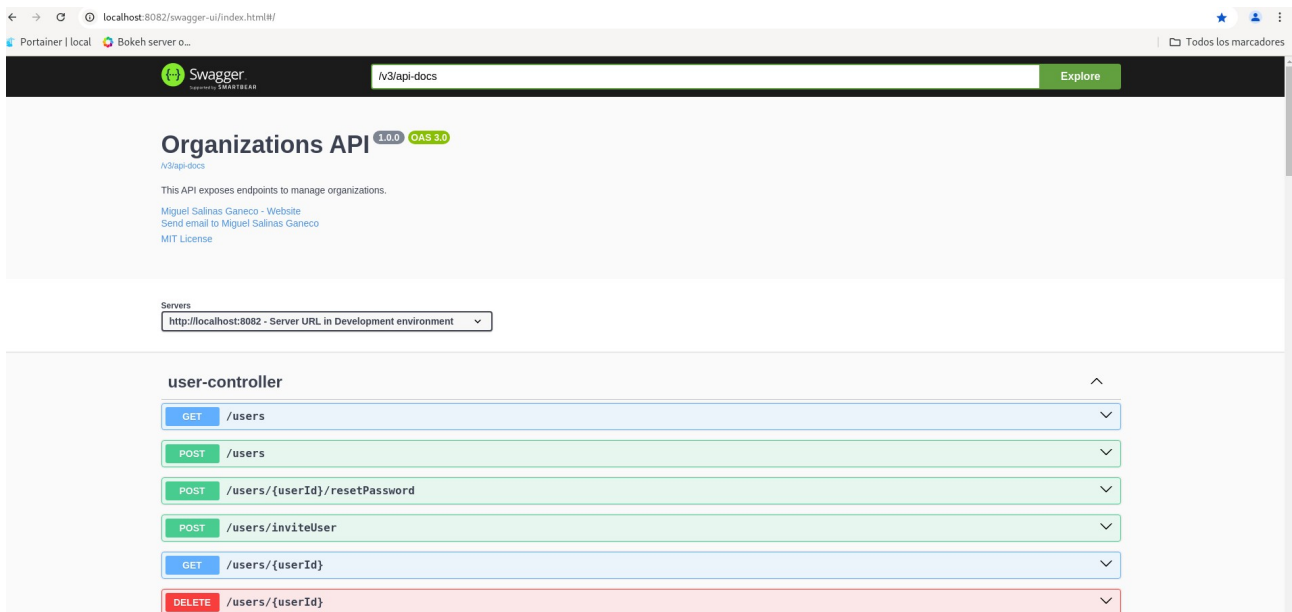 localhost:8082/swagger-ui/index.html#/
Portainer | local Bokeh server o... Todos los marcadores
{··} Swagger. /v3/api-docs Explore
Supported by SMARTBEAR
Organizations API 1.0.0 OAS 3.0
/v3/api-docs
This API exposes endpoints to manage organizations.
Miguel Salinas Ganeco - Website
Send email to Miguel Salinas Ganeco
MIT License
Servers
http://localhost:8082 - Server URL in Development environment
user-controller
GET /users
POST /users
POST /users/{userId}/resetPassword
POST /users/inviteUser
GET /users/{userId}
DELETE /users/{userId}